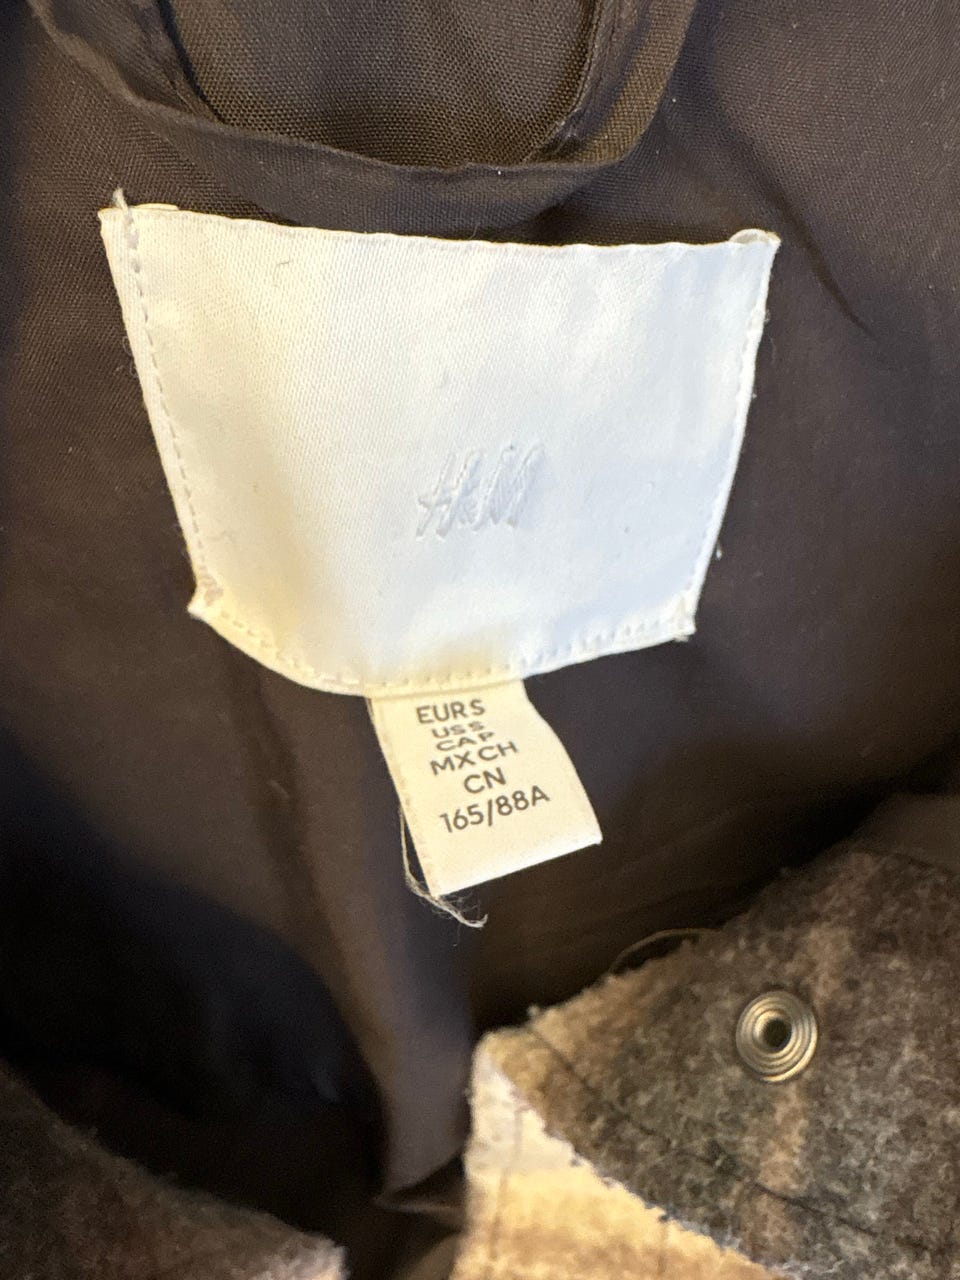 H&M
EUR S
US S
CA P
MX CH
CN
165/88A